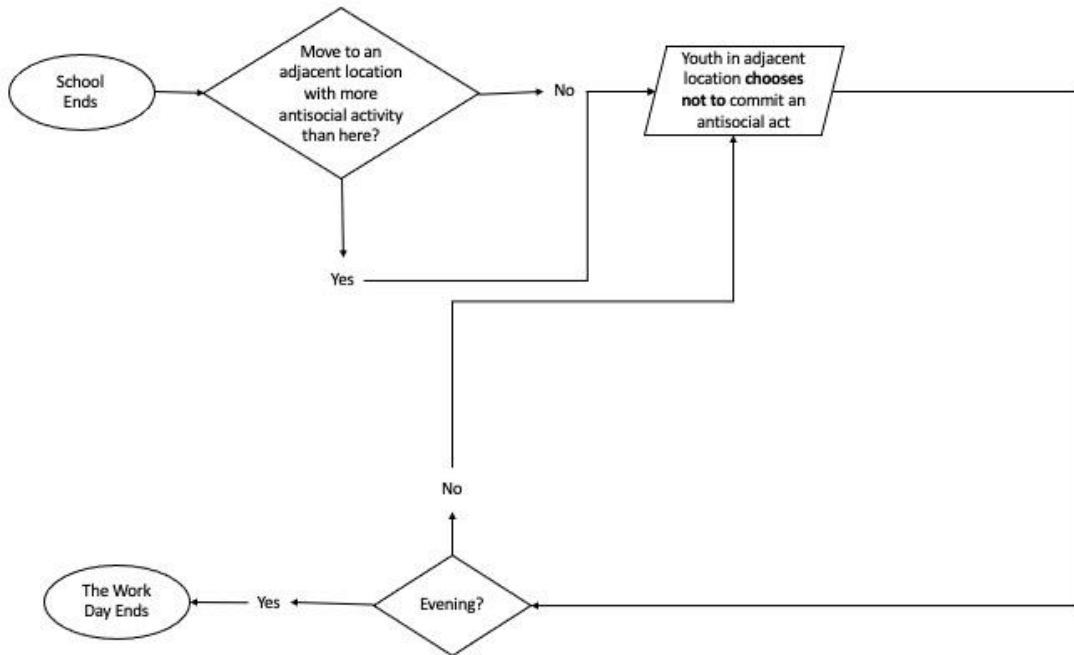 School
Ends
Move to an
adjacent location
with more
antisocial activity
than here?
No
Youth in adjacent
location chooses
not to commit an
antisocial act
Yes
No
The Work
Day Ends
Yes
Evening?